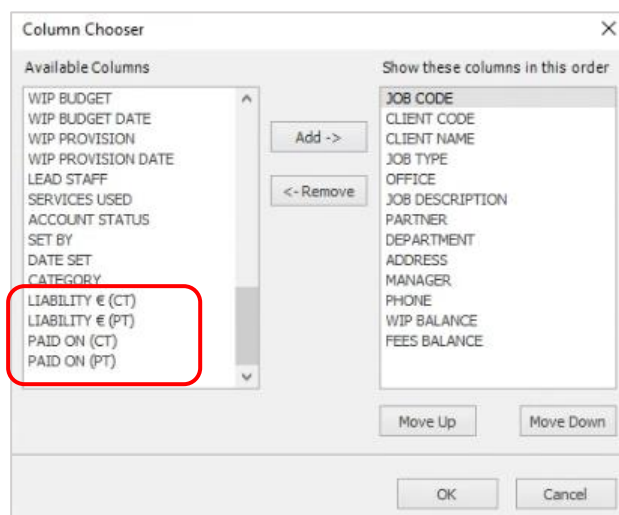 Column Chooser
Available Columns
WIP BUDGET
WIP BUDGET DATE
WIP PROVISION
WIP PROVISION DATE
LEAD STAFF
SERVICES USED
ACCOUNT STATUS
SET BY
DATE SET
CATEGORY
LIABILITY € (CT)
LIABILITY € (PT)
PAID ON (CT)
PAID ON (PT)
Add ->
<- Remove
Show these columns in this order
JOB CODE
CLIENT CODE
CLIENT NAME
JOB TYPE
OFFICE
JOB DESCRIPTION
PARTNER
DEPARTMENT
ADDRESS
MANAGER
PHONE
WIP BALANCE
FEES BALANCE
Move Up
Move Down
OK
Cancel